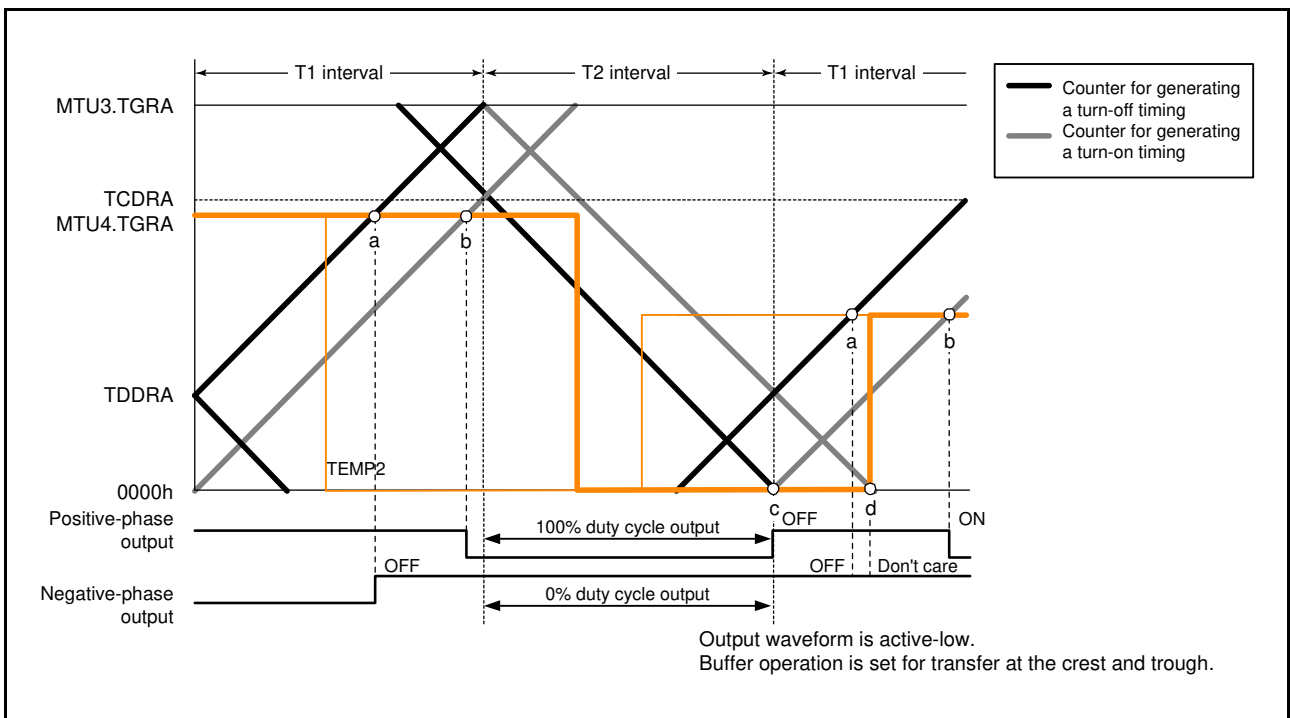 T1 interval
T2 interval
T1 interval
Counter for generating
a turn-off timing
Counter for generating
a turn-on timing
MTU3.TGRA
TCDRA
MTU4.TGRA
a
b
a
b
TDDRA
TEMP2
0000h
c
d
Positive-phase
output
100% duty cycle output
OFF
ON
OFF
OFF
Don't care
Negative-phase
output
0% duty cycle output
Output waveform is active-low.
Buffer operation is set for transfer at the crest and trough.